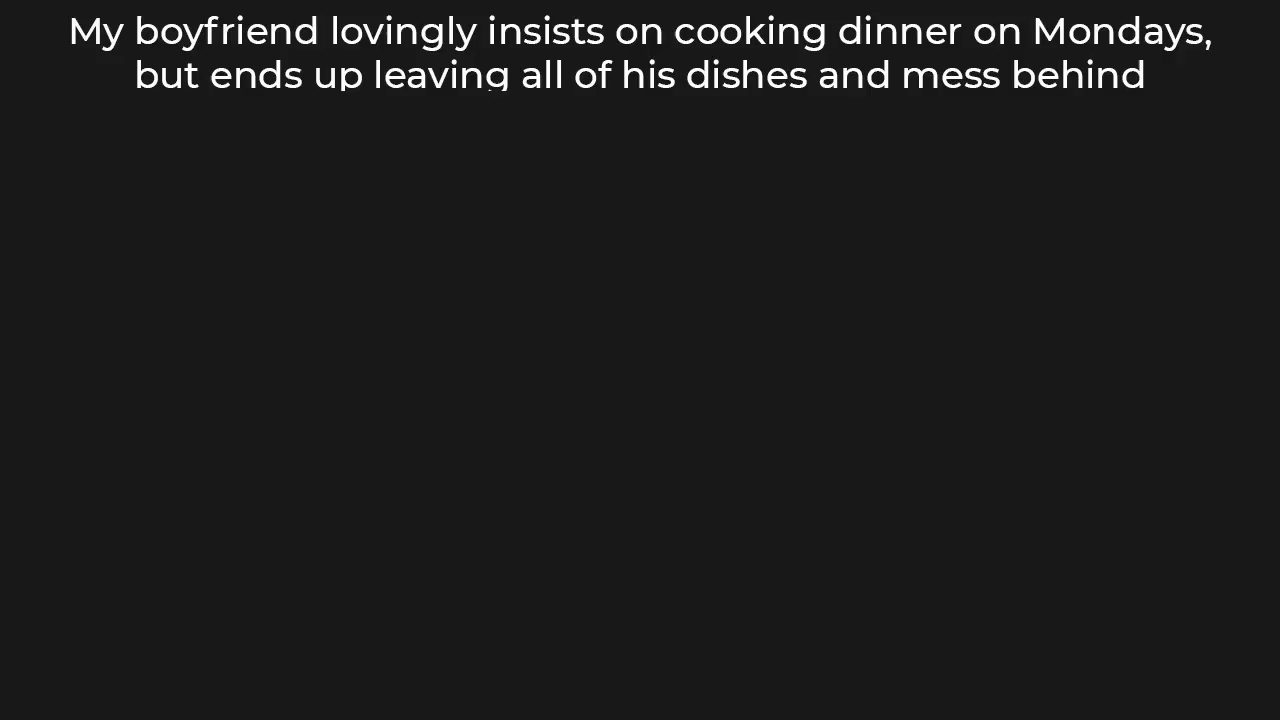 My boyfriend lovingly insists on cooking dinner on Mondays,
but ends up leaving all of his dishes and mess behind